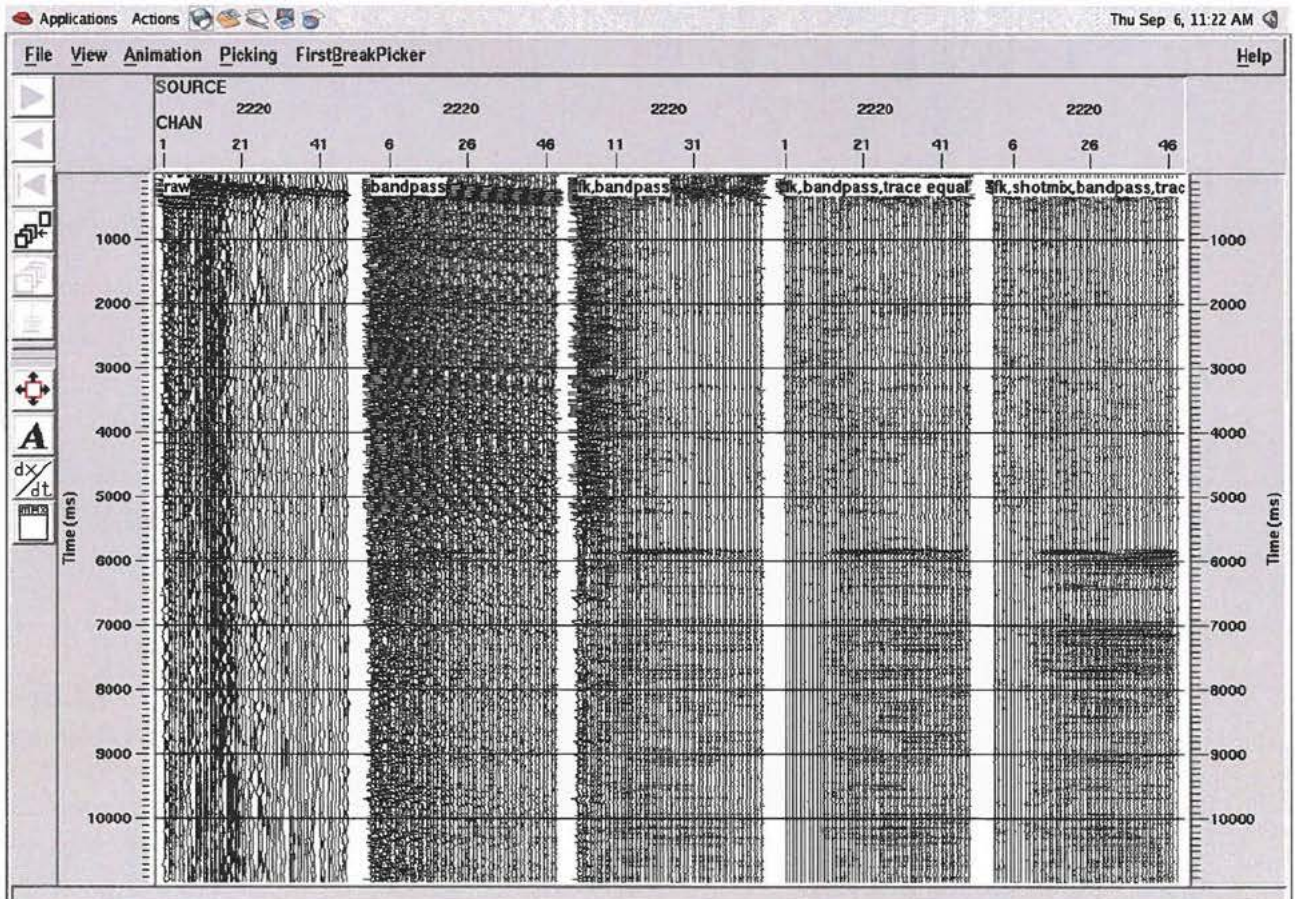 Applications Actions Thu Sep 6, 11:22 AM
File View Animation Picking FirstBreakPicker Help
SOURCE
2220 2220 2220 2220 2220
CHAN
1 21 41 6 26 46 11 31 1 21 41 6 26 46
raw bandpass fk,bandpass fk,bandpass,trace equal fk,shotmix,bandpass,trac
1000 1000
2000 2000
3000 3000
4000 4000
5000 5000
6000 6000
7000 7000
8000 8000
9000 9000
10000 10000
Time (ms) Time (ms)
A
dx/dt
max